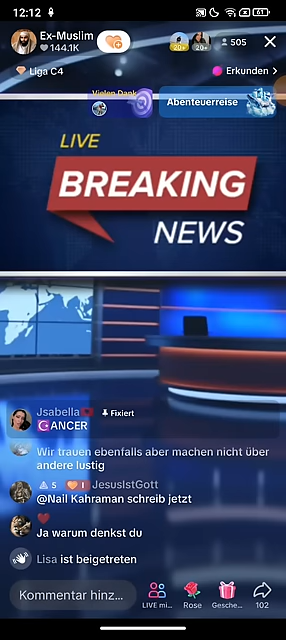 12:12
61
Ex-Muslim
144.1K
20+
20+
505
Liga C4
Erkunden
Vielen Dank
Abenteuerreise
LIVE
BREAKING
NEWS
Jsabella Fixiert
☪ANCER
Wir trauen ebenfalls aber machen nicht über
andere lustig
5 I JesusIstGott
@Nail Kahraman schreib jetzt
Ja warum denkst du
Lisa ist beigetreten
Kommentar hinz...
LIVE mi...
Rose
Gesche...
102